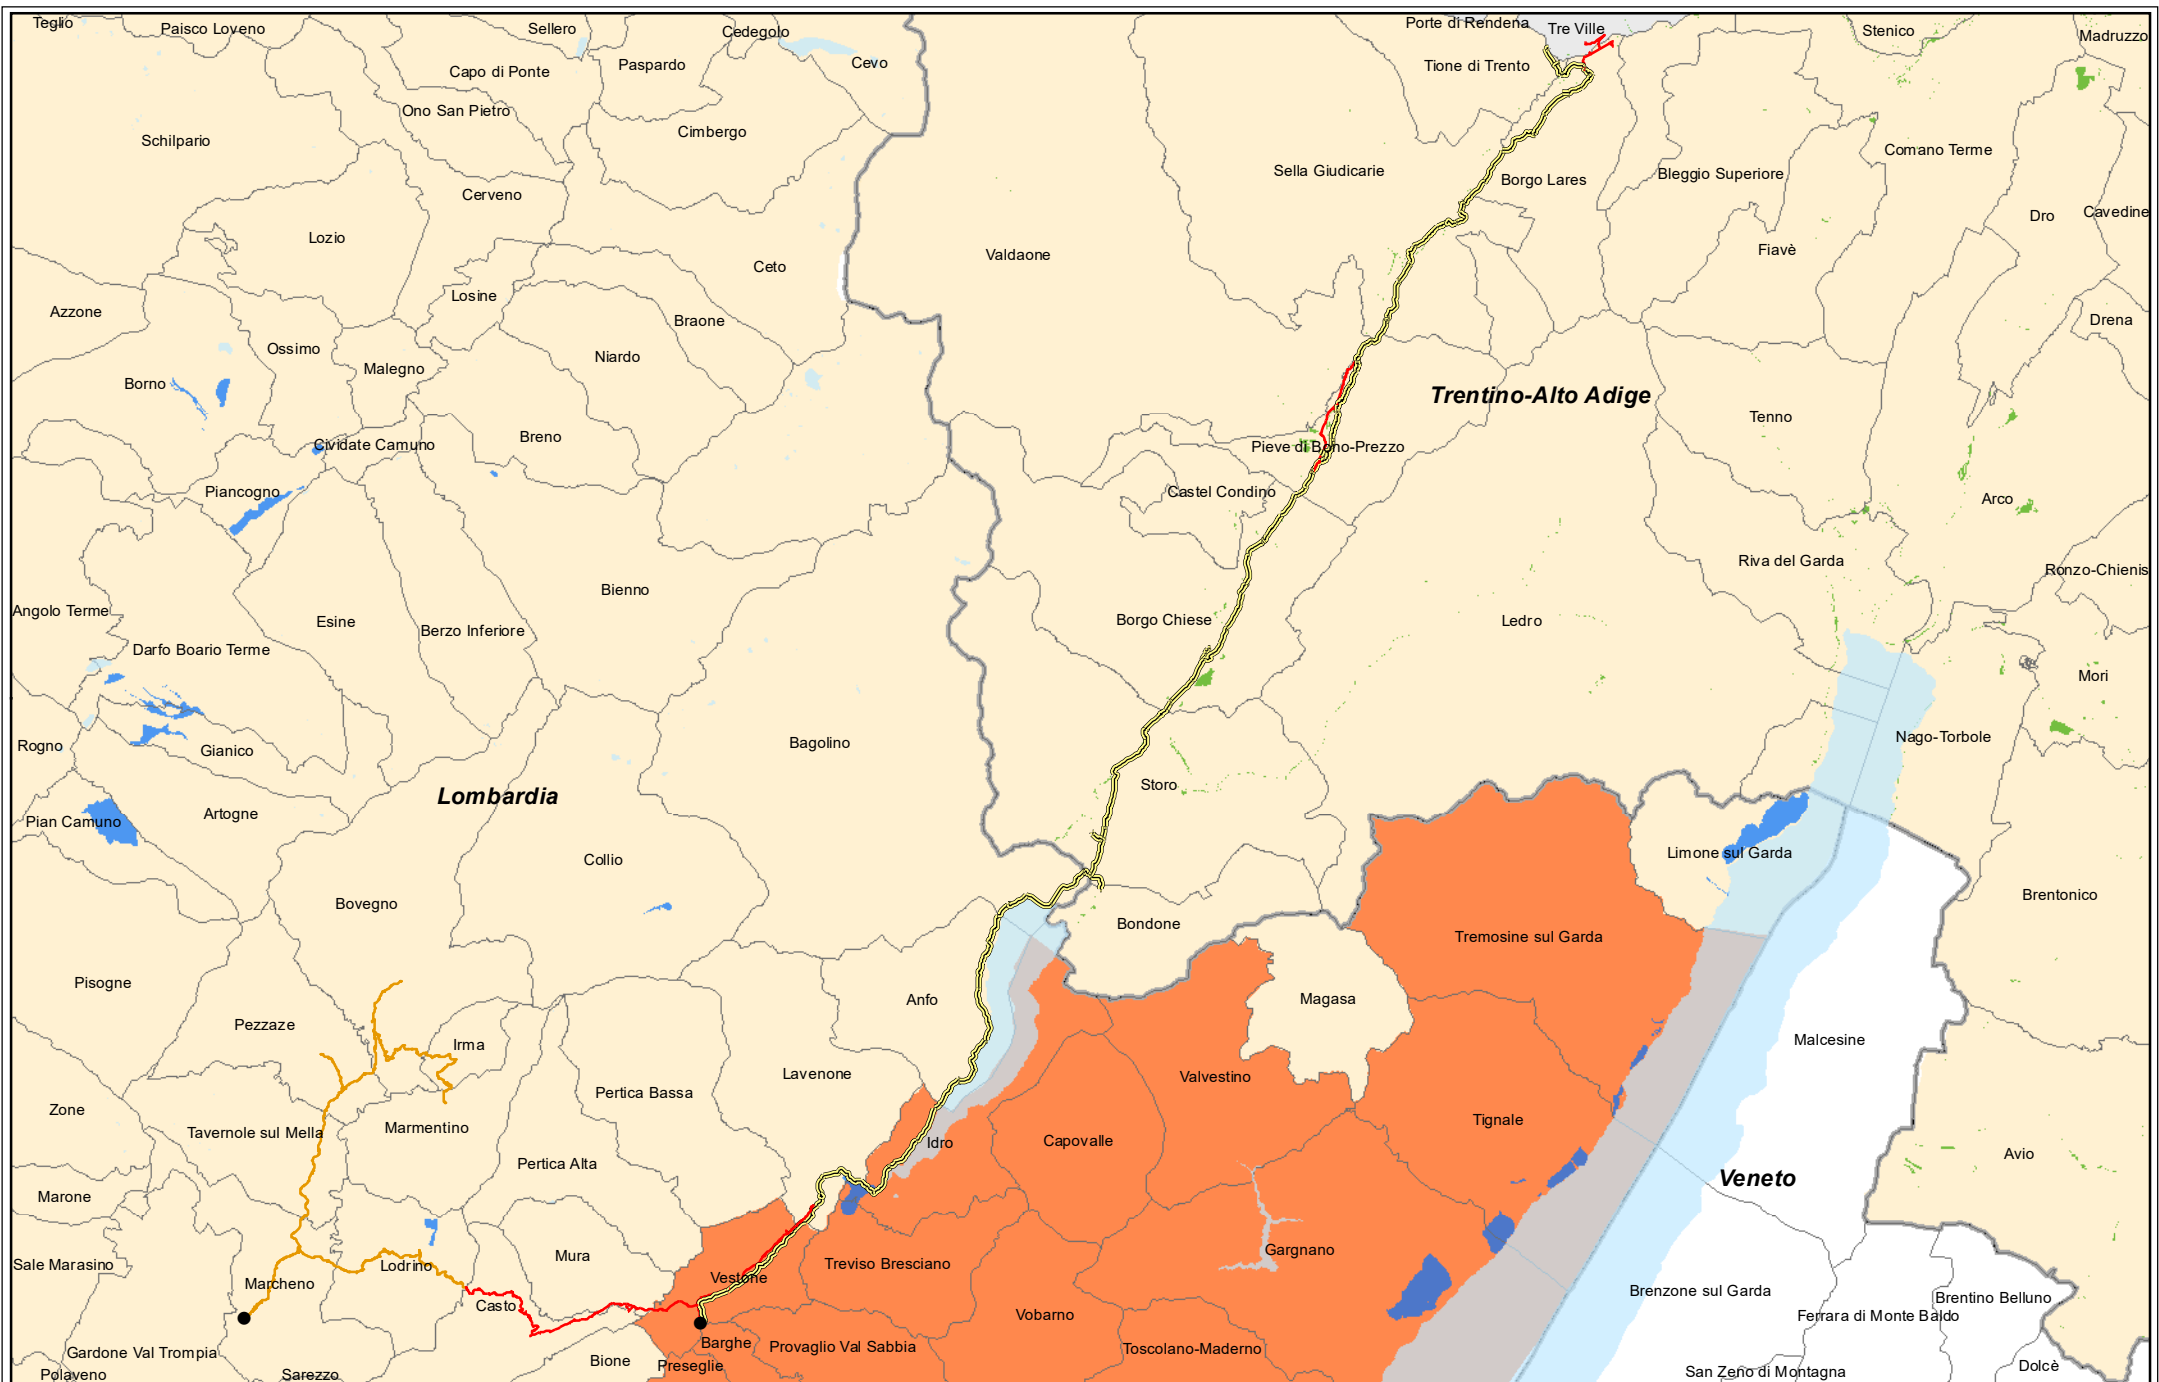 Teglio
Paisco Loveno
Sellero
Cedegolo
Porte di Rendena
Tre Ville
Stenico
Madruzzo
Capo di Ponte
Paspardo
Cevo
Tione di Trento
Ono San Pietro
Cimbergo
Schilpario
Comano Terme
Sella Giudicarie
Borgo Lares
Bleggio Superiore
Cerveno
Dro
Cavedine
Lozio
Fiavè
Valdaone
Ceto
Losine
Azzone
Braone
Drena
Ossimo
Niardo
Malegno
Borno
Trentino-Alto Adige
Tenno
Breno
Cividate Camuno
Pieve di Bono-Prezzo
Piancogno
Castel Condino
Arco
Riva del Garda
Ronzo-Chienis
Bienno
Angolo Terme
Esine
Berzo Inferiore
Borgo Chiese
Ledro
Darfo Boario Terme
Mori
Rogno
Gianico
Bagolino
Nago-Torbole
Storo
Lombardia
Artogne
Pian Camuno
Collio
Limone sul Garda
Bovegno
Brentonico
Bondone
Tremosine sul Garda
Pisogne
Anfo
Magasa
Pezzaze
Irma
Malcesine
Lavenone
Valvestino
Pertica Bassa
Zone
Tignale
Tavernole sul Mella
Marmentino
Idro
Capovalle
Avio
Pertica Alta
Veneto
Marone
Sale Marasino
Mura
Lodrino
Treviso Bresciano
Gargnano
Marcheno
Vestone
Casto
Brenzone sul Garda
Brentino Belluno
Vobarno
Ferrara di Monte Baldo
Barghe
Provaglio Val Sabbia
Toscolano-Maderno
Gardone Val Trompia
Bione
Preseglie
Dolcè
Polaveno
Sarezzo
San Zeno di Montagna